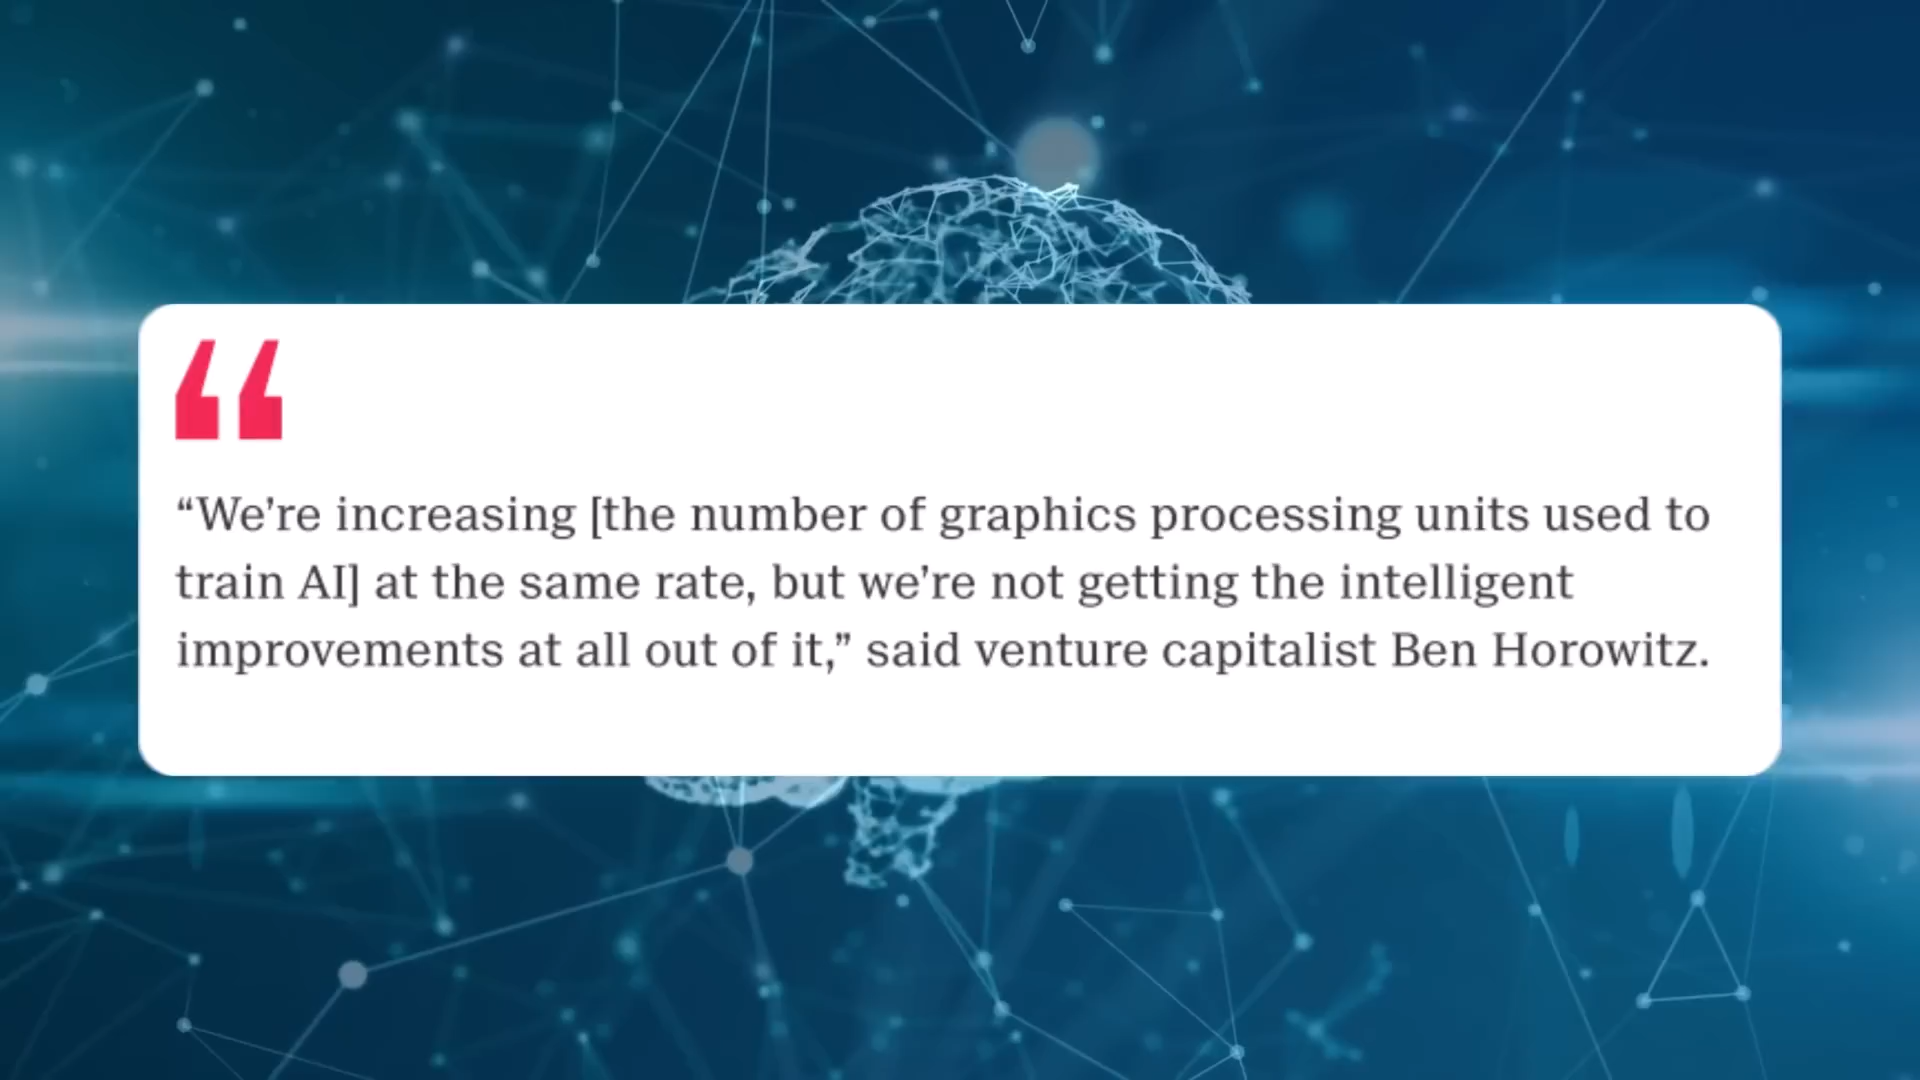 “We’re increasing [the number of graphics processing units used to
train AI] at the same rate, but we’re not getting the intelligent
improvements at all out of it,” said venture capitalist Ben Horowitz.